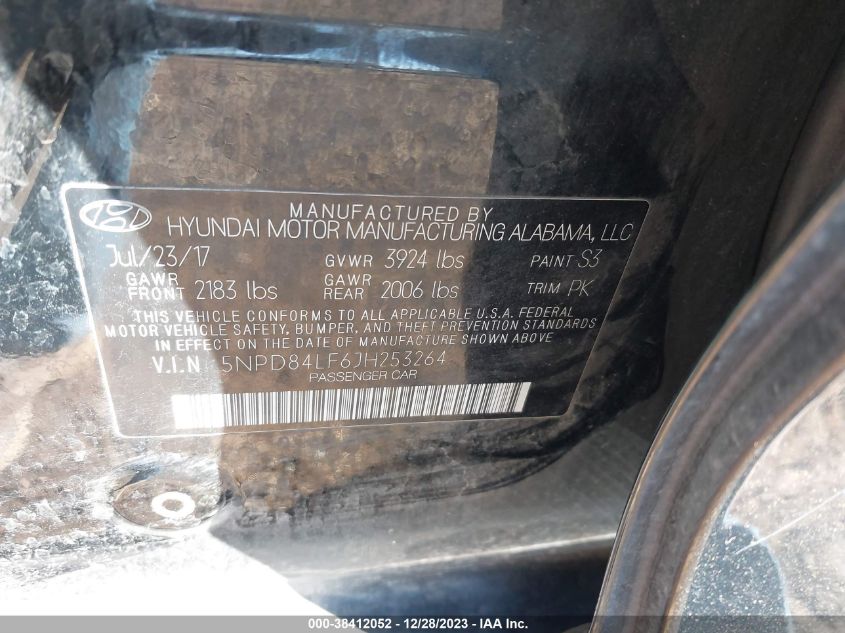 MANUFACTURED BY
HYUNDAI MOTOR MANUFACTURING ALABAMA, LLC
Jul/23/17 GVWR 3924 lbs PAINT S3
GAWR FRONT 2183 lbs GAWR REAR 2006 lbs TRIM PK
THIS VEHICLE CONFORMS TO ALL APPLICABLE U.S.A. FEDERAL
MOTOR VEHICLE SAFETY, BUMPER, AND THEFT PREVENTION STANDARDS
IN EFFECT ON THE DATE OF MANUFACTURE SHOWN ABOVE
V.I.N 5NPD84LF6JH253264
PASSENGER CAR
000-38412052 - 12/28/2023 - IAA Inc.